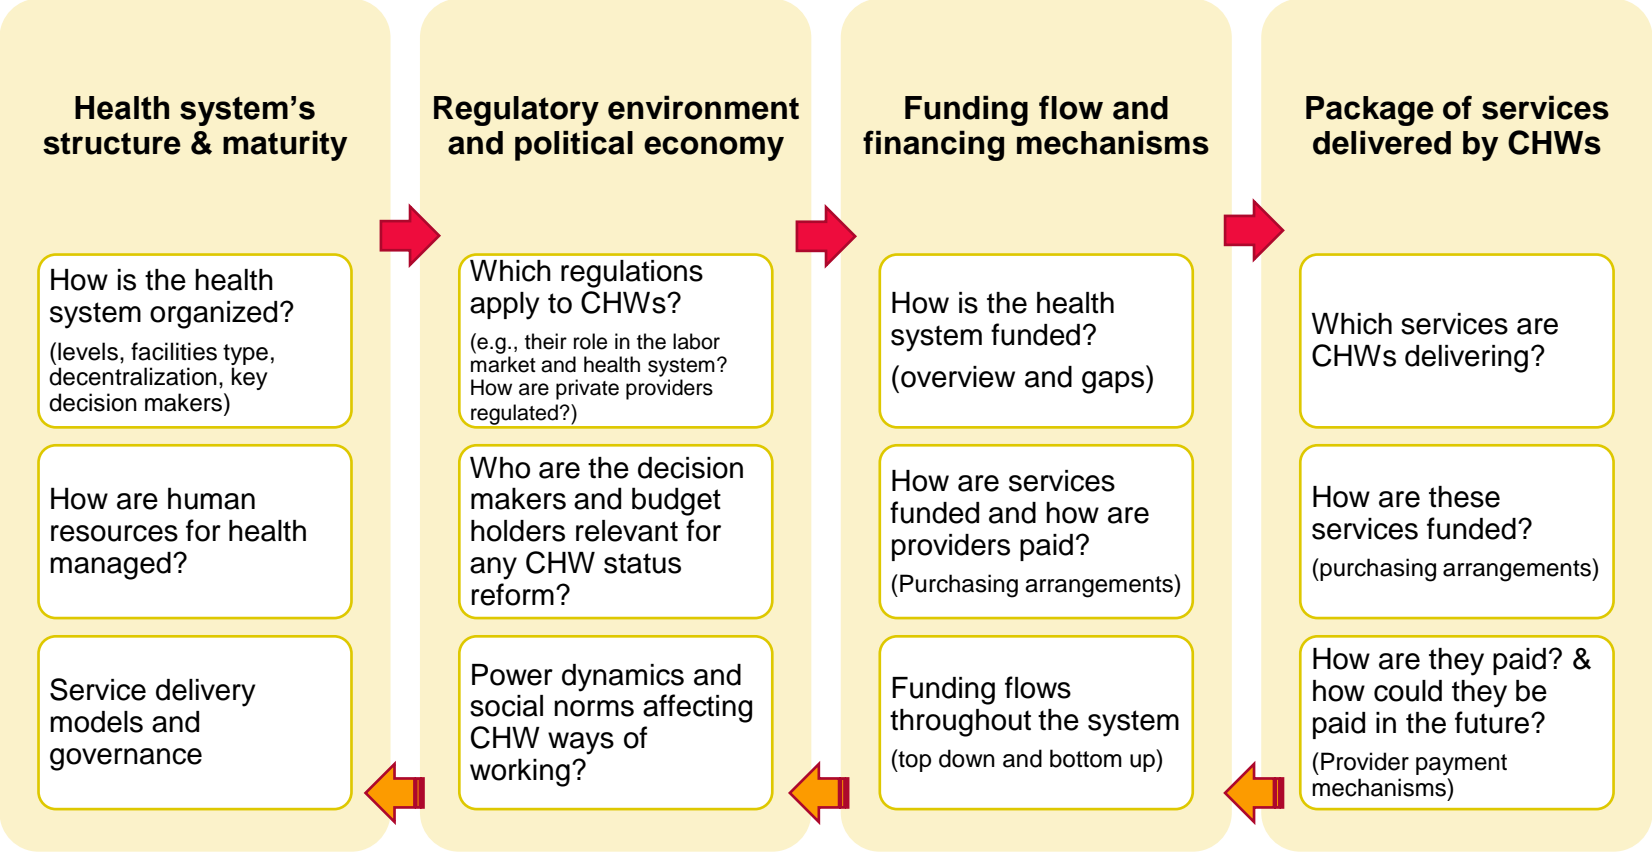 Health system’s
structure & maturity
How is the health
system organized?
(levels, facilities type,
decentralization, key
decision makers)
How are human
resources for health
managed?
Service delivery
models and
governance
Regulatory environment
and political economy
Which regulations
apply to CHWs?
(e.g., their role in the labor
market and health system?
How are private providers
regulated?)
Who are the decision
makers and budget
holders relevant for
any CHW status
reform?
Power dynamics and
social norms affecting
CHW ways of
working?
Funding flow and
financing mechanisms
How is the health
system funded?
(overview and gaps)
How are services
funded and how are
providers paid?
(Purchasing arrangements)
Funding flows
throughout the system
(top down and bottom up)
Package of services
delivered by CHWs
Which services are
CHWs delivering?
How are these
services funded?
(purchasing arrangements)
How are they paid? &
how could they be
paid in the future?
(Provider payment
mechanisms)